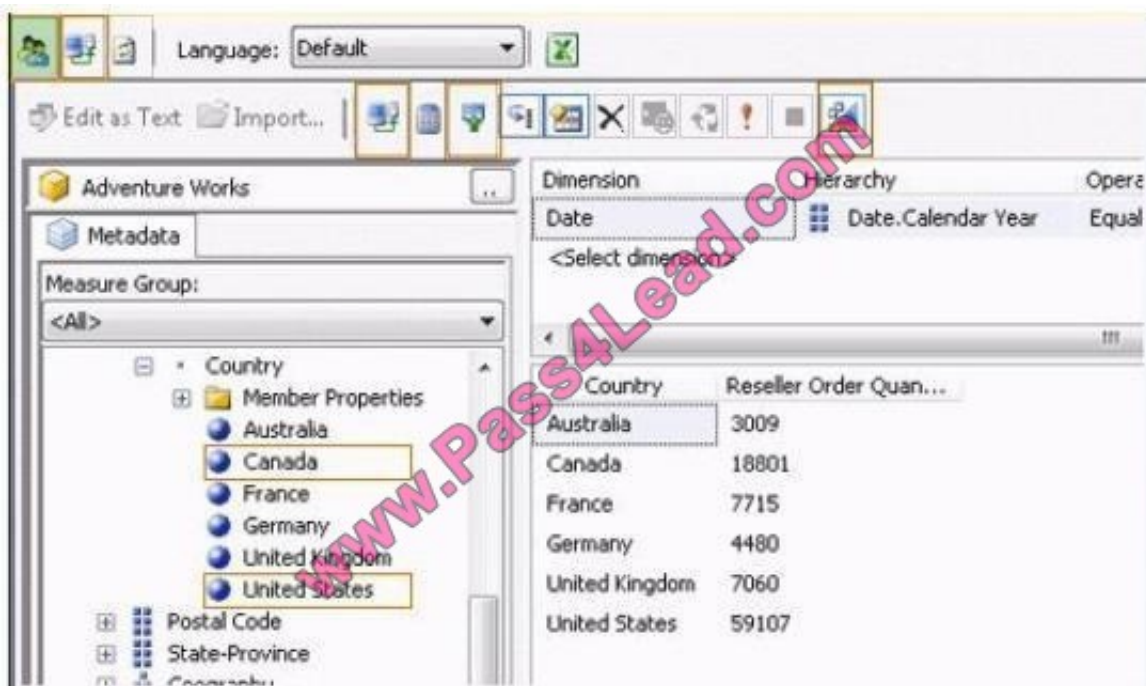 Language: Default
Edit as Text Import...
Adventure Works ..
Metadata
Measure Group:
<All>
Country
Member Properties
Australia
Canada
France
Germany
United Kingdom
United States
Postal Code
State-Province
Geography
Dimension Hierarchy Opera
Date Date.Calendar Year Equal
<Select dimension>
Country Reseller Order Quan...
Australia 3009
Canada 18801
France 7715
Germany 4480
United Kingdom 7060
United States 59107
www.Pass4Lead.com